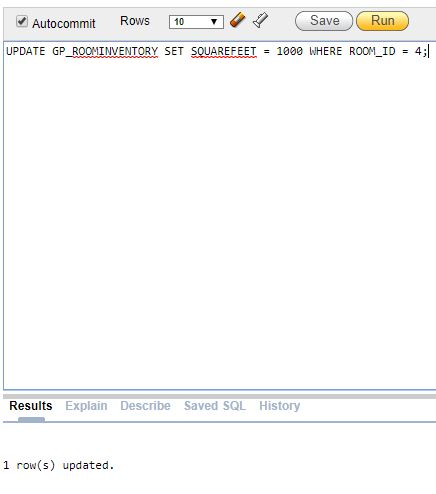 Autocommit Rows 10 Save Run
UPDATE GP_ROOMINVENTORY SET SQUAREFEET = 1000 WHERE ROOM_ID = 4;
Results Explain Describe Saved SQL History
1 row(s) updated.